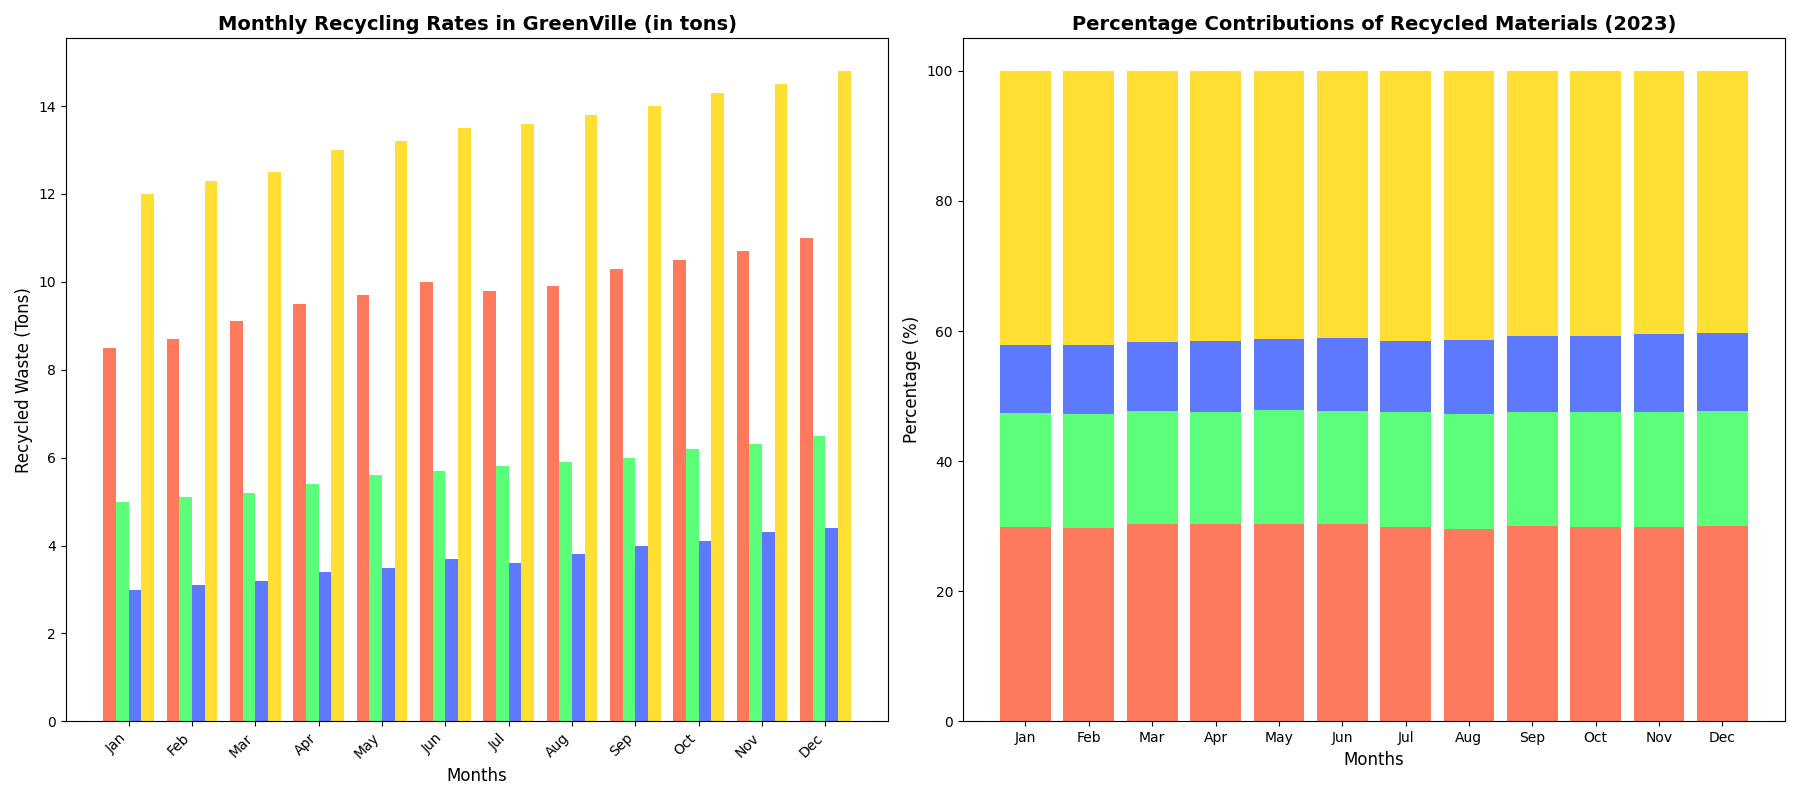 Monthly Recycling Rates in GreenVille (in tons)
Recycled Waste (Tons)
14
12
10
8
6
4
2
0
Jan Feb Mar Apr May Jun Jul Aug Sep Oct Nov Dec
Months
Percentage Contributions of Recycled Materials (2023)
Percentage (%)
100
80
60
40
20
0
Jan Feb Mar Apr May Jun Jul Aug Sep Oct Nov Dec
Months